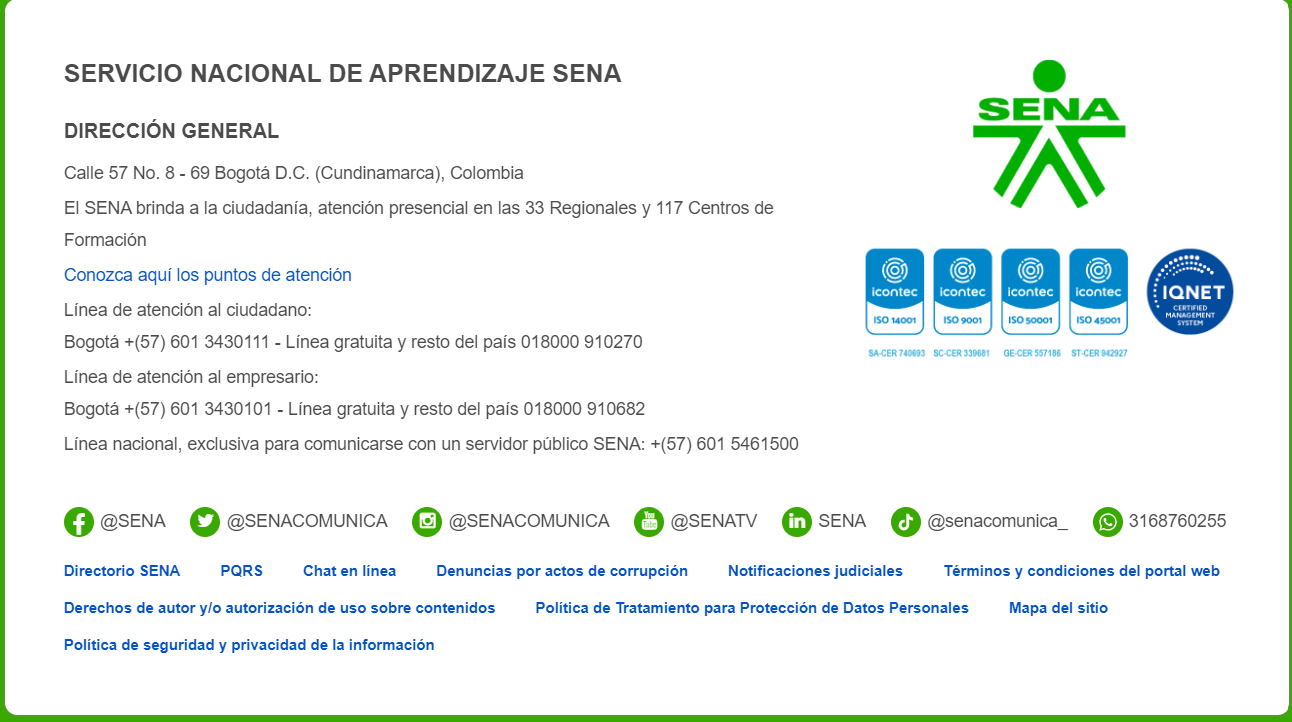 SERVICIO NACIONAL DE APRENDIZAJE SENA
DIRECCIÓN GENERAL
Calle 57 No. 8 - 69 Bogotá D.C. (Cundinamarca), Colombia
El SENA brinda a la ciudadanía, atención presencial en las 33 Regionales y 117 Centros de
Formación
Conozca aquí los puntos de atención
Línea de atención al ciudadano:
Bogotá +(57) 601 3430111 - Línea gratuita y resto del país 018000 910270
Línea de atención al empresario:
Bogotá +(57) 601 3430101 - Línea gratuita y resto del país 018000 910682
Línea nacional, exclusiva para comunicarse con un servidor público SENA: +(57) 601 5461500
SENA
icontec icontec icontec icontec
ISO 14001 ISO 9001 ISO 50001 ISO 45001
SA-CER 740693 SC-CER 339681 GE-CER 557186 ST-CER 942927
IQNET
CERTIFIED
MANAGEMENT
SYSTEM
@SENA @SENACOMUNICA @SENACOMUNICA You Tube @SENATV SENA @senacomunica_ 3168760255
Directorio SENA PQRS Chat en línea Denuncias por actos de corrupción Notificaciones judiciales Términos y condiciones del portal web
Derechos de autor y/o autorización de uso sobre contenidos Política de Tratamiento para Protección de Datos Personales Mapa del sitio
Política de seguridad y privacidad de la información